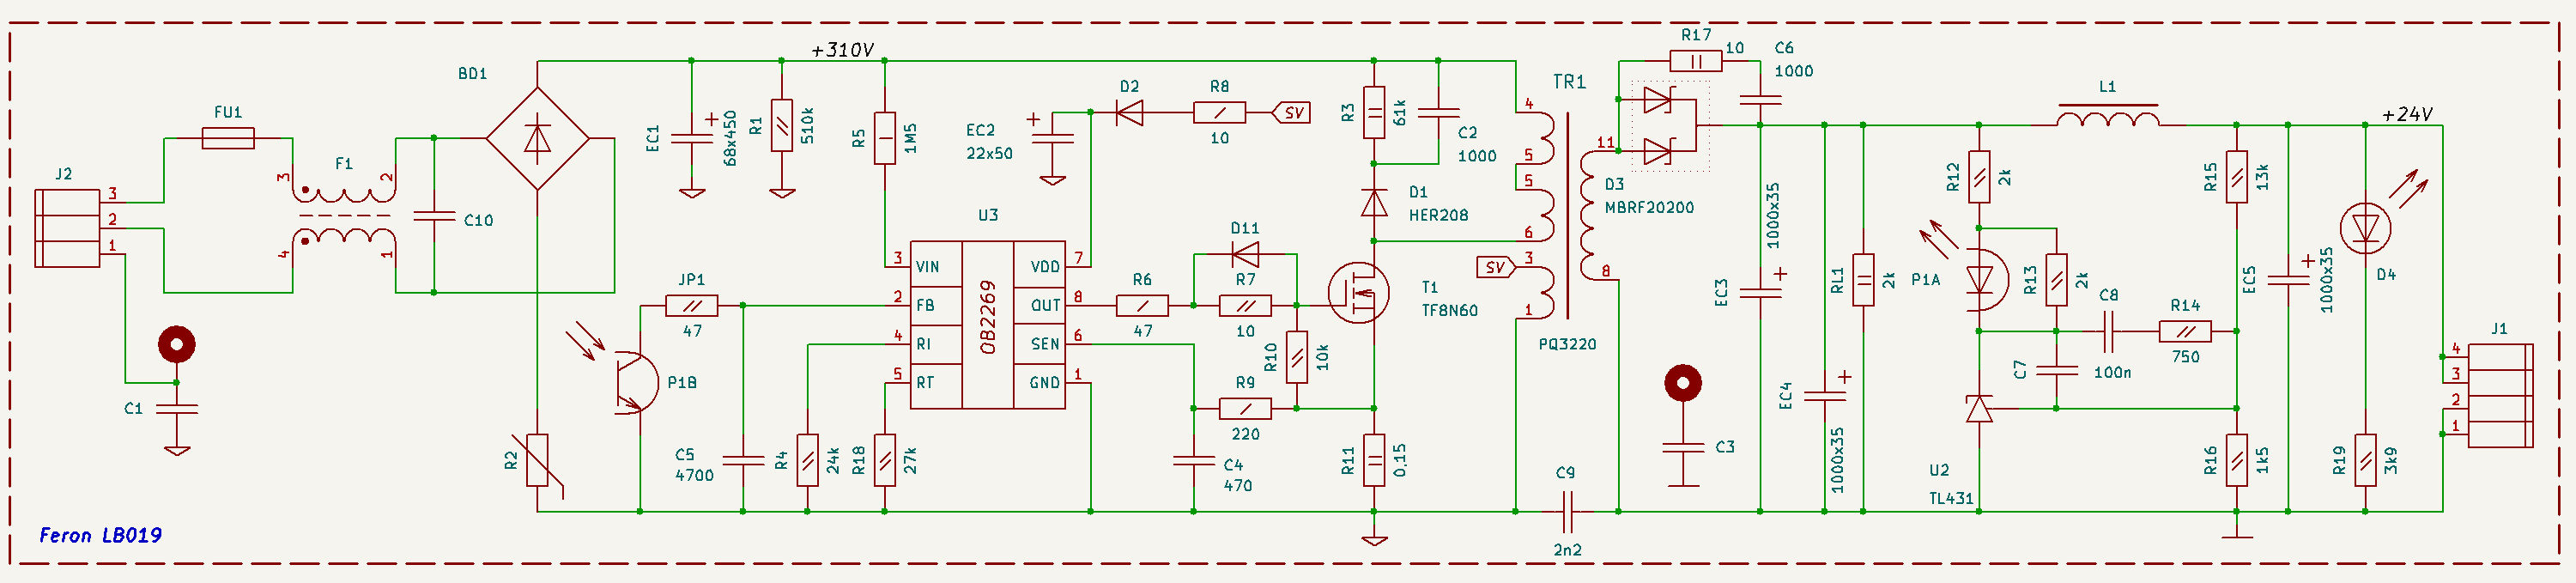 J2
3
2
1
C1
FU1
F1
3
2
4
1
C10
BD1
R2
+310V
EC1
68x450
R1
510k
R5
1M5
EC2
22x50
D2
R8
10
SV
U3
OB2269
3
VIN
2
FB
4
RI
5
RT
VDD
7
OUT
8
SEN
6
GND
1
JP1
47
P1B
C5
4700
R4
24k
R18
27k
R6
47
D11
R7
10
R10
10k
R9
220
C4
470
R3
61k
C2
1000
D1
HER208
T1
TF8N60
R11
0,15
TR1
4
5
5
6
SV
3
1
11
8
PQ3220
C9
2n2
R17
10
C6
1000
D3
MBRF20200
C3
EC3
1000x35
EC4
1000x35
RL1
2k
R12
2k
P1A
R13
2k
C8
100n
R14
750
C7
U2
TL431
L1
R15
13k
R16
1k5
EC5
1000x35
+24V
D4
R19
3k9
J1
4
3
2
1
Feron LB019